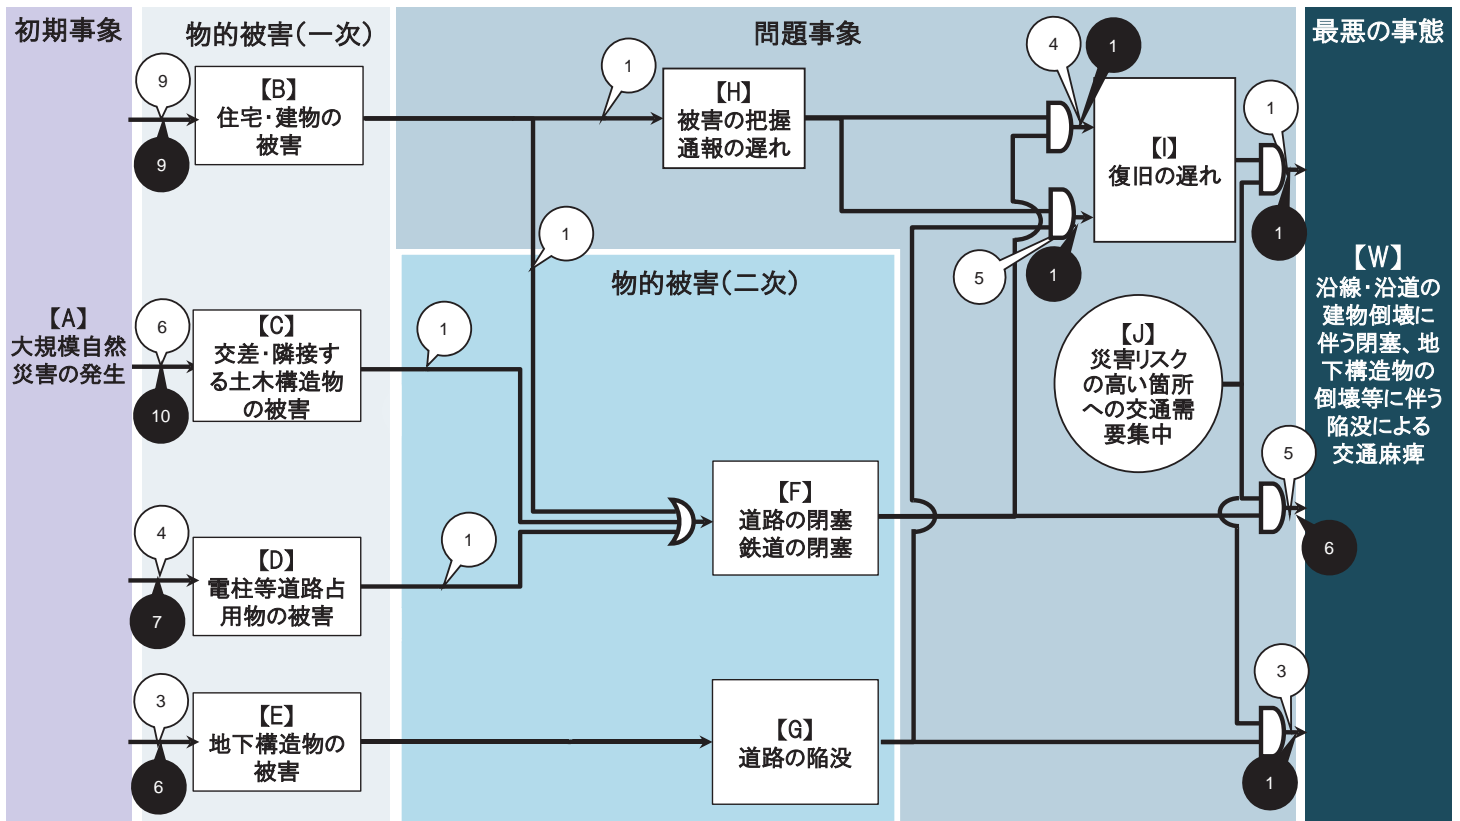 初期事象
物的被害（一次）
問題事象
最悪の事態
【A】
大規模自然
災害の発生
9
9
【B】
住宅・建物の
被害
6
10
【C】
交差・隣接す
る土木構造物
の被害
4
7
【D】
電柱等道路占
用物の被害
3
6
【E】
地下構造物の
被害
1
1
1
1
物的被害（二次）
【F】
道路の閉塞
鉄道の閉塞
【G】
道路の陥没
【H】
被害の把握
通報の遅れ
4
1
5
1
【I】
復旧の遅れ
【J】
災害リスク
の高い箇所
への交通需
要集中
1
1
5
6
3
1
【W】
沿線・沿道の
建物倒壊に
伴う閉塞、地
下構造物の
倒壊等に伴う
陥没による
交通麻痺